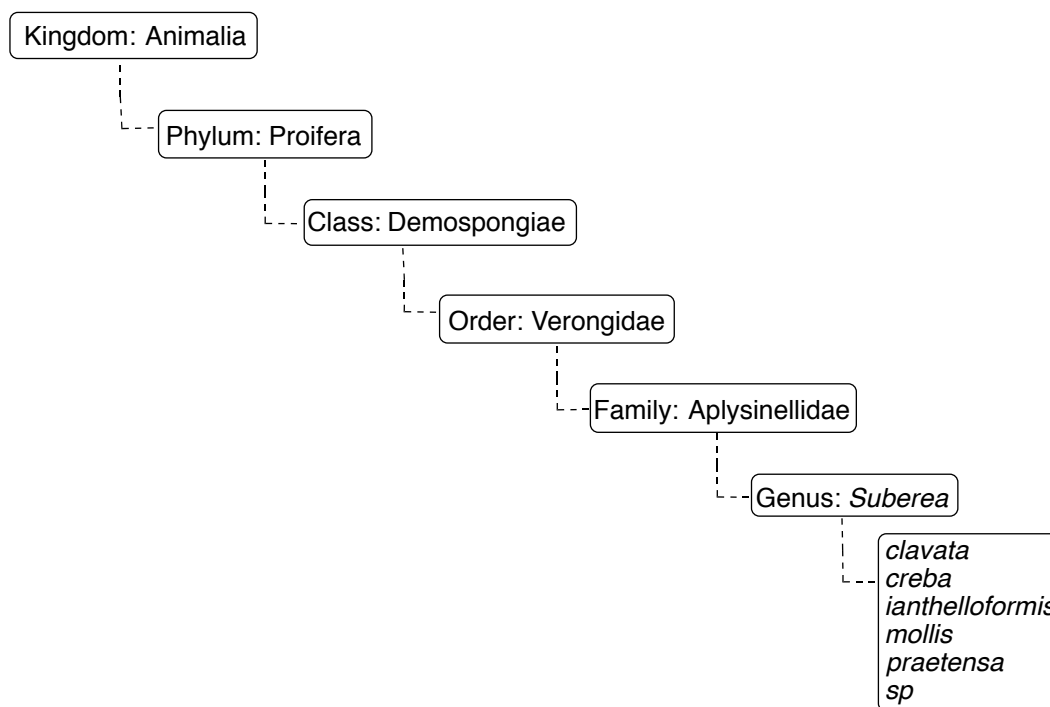 Kingdom: Animalia
Phylum: Proifera
Class: Demospongiae
Order: Verongidae
Family: Aplysinellidae
Genus: Suberea
clavata
creba
ianthelloformis
mollis
praetensa
sp